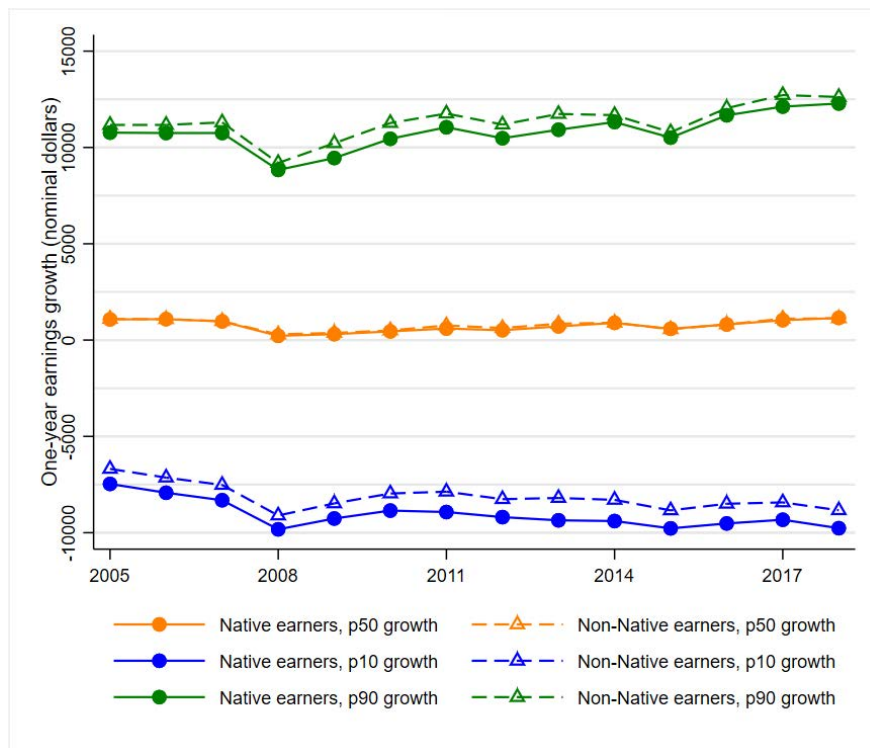 One-year earnings growth (nominal dollars)
15000
10000
5000
0
-5000
-10000
2005
2008
2011
2014
2017
Native earners, p50 growth
Non-Native earners, p50 growth
Native earners, p10 growth
Non-Native earners, p10 growth
Native earners, p90 growth
Non-Native earners, p90 growth